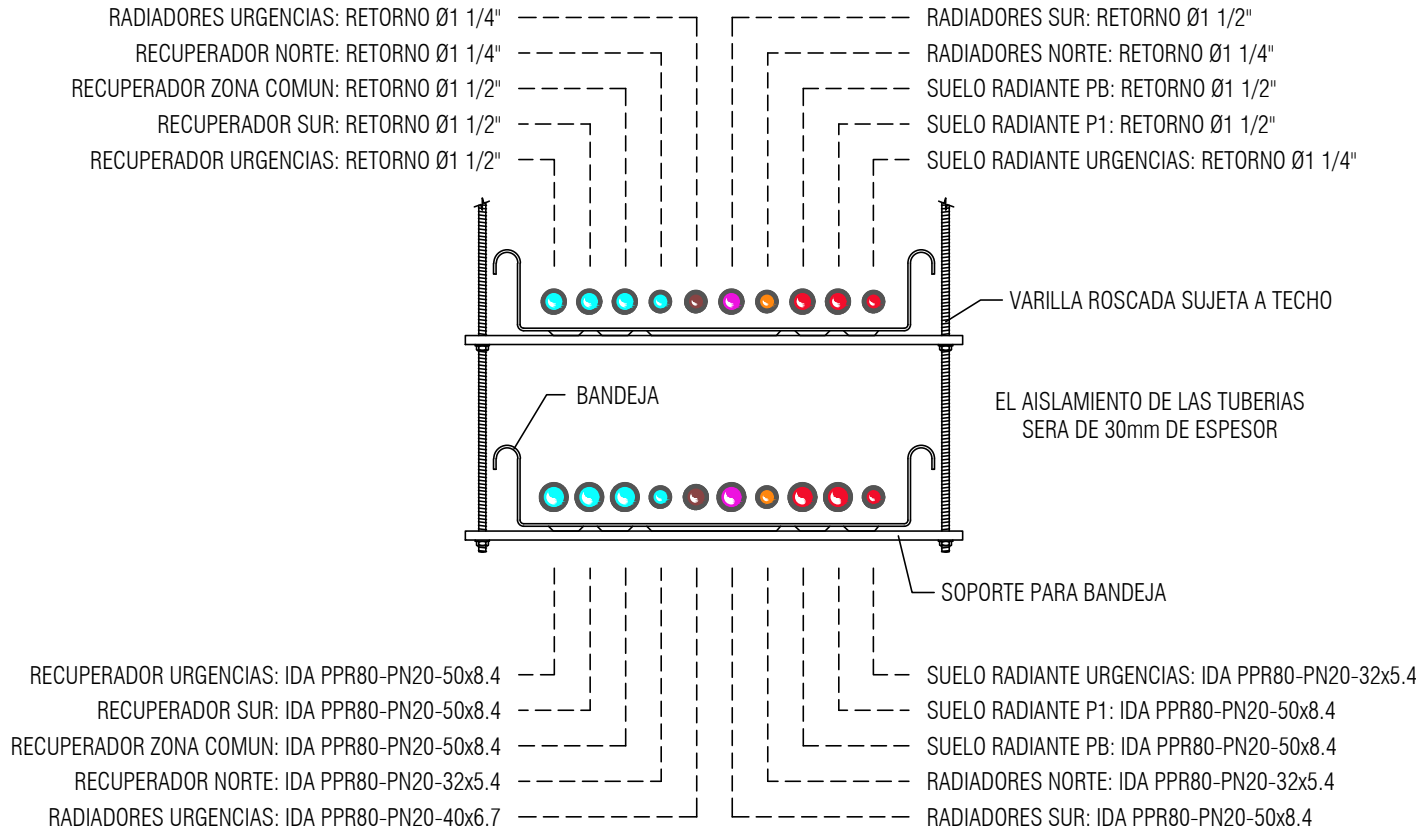 RADIADORES URGENCIAS: RETORNO Ø1 1/4"
RECUPERADOR NORTE: RETORNO Ø1 1/4"
RECUPERADOR ZONA COMUN: RETORNO Ø1 1/2"
RECUPERADOR SUR: RETORNO Ø1 1/2"
RECUPERADOR URGENCIAS: RETORNO Ø1 1/2"
RADIADORES SUR: RETORNO Ø1 1/2"
RADIADORES NORTE: RETORNO Ø1 1/4"
SUELO RADIANTE PB: RETORNO Ø1 1/2"
SUELO RADIANTE P1: RETORNO Ø1 1/2"
SUELO RADIANTE URGENCIAS: RETORNO Ø1 1/4"
VARILLA ROSCADA SUJETA A TECHO
BANDEJA
EL AISLAMIENTO DE LAS TUBERIAS
SERA DE 30mm DE ESPESOR
SOPORTE PARA BANDEJA
RECUPERADOR URGENCIAS: IDA PPR80-PN20-50x8.4
RECUPERADOR SUR: IDA PPR80-PN20-50x8.4
RECUPERADOR ZONA COMUN: IDA PPR80-PN20-50x8.4
RECUPERADOR NORTE: IDA PPR80-PN20-32x5.4
RADIADORES URGENCIAS: IDA PPR80-PN20-40x6.7
SUELO RADIANTE URGENCIAS: IDA PPR80-PN20-32x5.4
SUELO RADIANTE P1: IDA PPR80-PN20-50x8.4
SUELO RADIANTE PB: IDA PPR80-PN20-50x8.4
RADIADORES NORTE: IDA PPR80-PN20-32x5.4
RADIADORES SUR: IDA PPR80-PN20-50x8.4